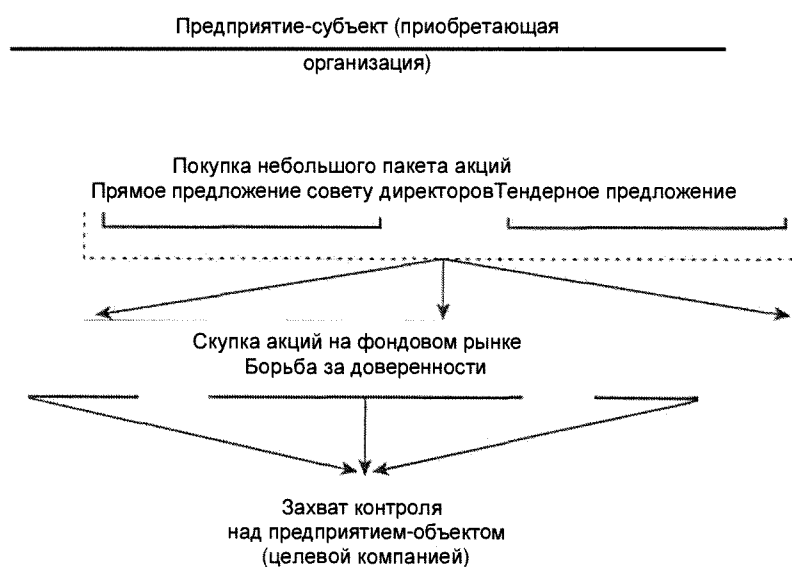 Предприятие-субъект (приобретающая
организация)
Покупка небольшого пакета акций
Прямое предложение совету директоровТендерное предложение
Скупка акций на фондовом рынке
Борьба за доверенности
Захват контроля
над предприятием-объектом
(целевой компанией)